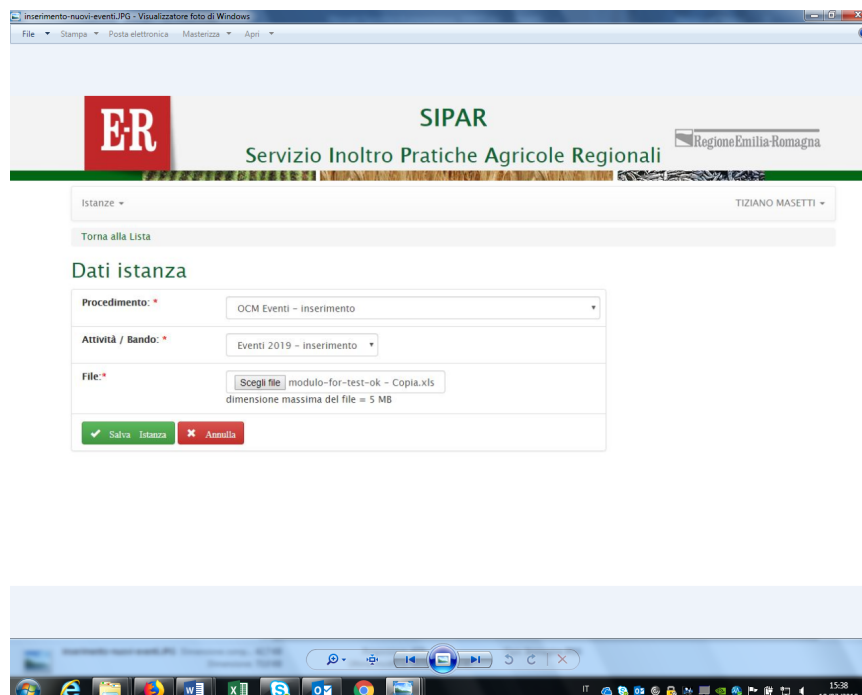 inserimento-nuovi-eventi.JPG - Visualizzatore foto di Windows
File Stampa Posta elettronica Masterizza Apri
E-R
SIPAR
Servizio Inoltro Pratiche Agricole Regionali
RegioneEmilia-Romagna
Istanze
TIZIANO MASETTI
Torna alla Lista
Dati istanza
Procedimento: *
OCM Eventi - inserimento
Attività / Bando: *
Eventi 2019 - inserimento
File:*
Scegli file modulo-for-test-ok - Copia.xls
dimensione massima del file = 5 MB
Salva Istanza
Annulla
IT
15:38